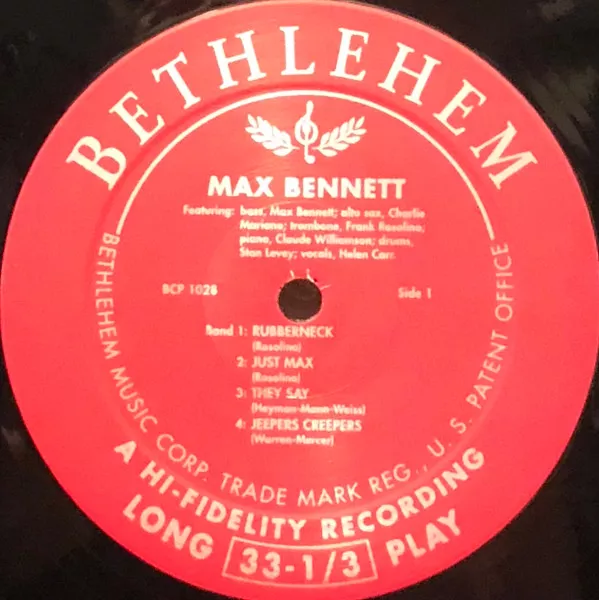 BETHLEHEM
MAX BENNETT
Featuring: bass, Max Bennett; alto sax, Charlie
Mariano; trombone, Frank Rosolino;
piano, Claude Williamson; drums,
Stan Levey; vocals, Helen Carr.
BCP 1028
Side 1
Band 1: RUBBERNECK
(Rosolino)
2: JUST MAX
(Rosolino)
3: THEY SAY
(Heyman-Mann-Weiss)
4: JEEPERS CREEPERS
(Warren-Mercer)
BETHLEHEM MUSIC CORP. TRADE MARK REG., U. S. PATENT OFFICE
A HI-FIDELITY RECORDING
LONG 33-1/3 PLAY